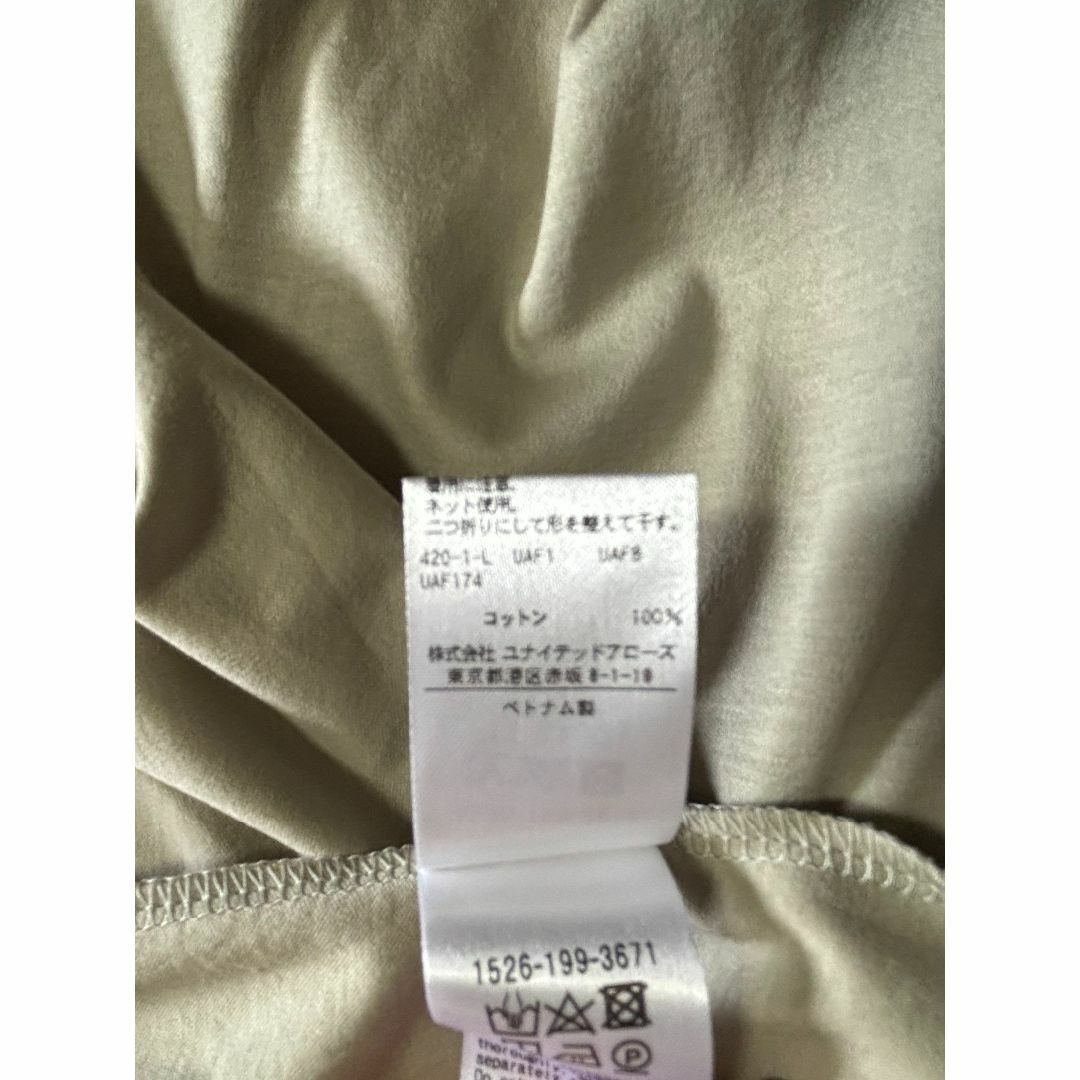 ネット使用。
二つ折りにして形を整えて干す。
420-1-L UAF1 UAF8
UAF174
コットン 100%
株式会社 ユナイテッドアローズ
東京都港区赤坂 8-1-19
ベトナム製
1526-199-3671
P
thoroughly
separately